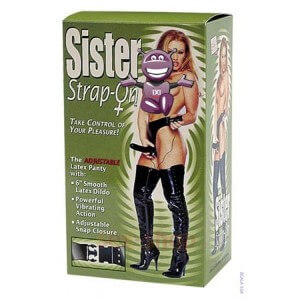 Sister
Strap-On
TAKE CONTROL OF
YOUR PLEASURE!
The ADJUSTABLE
Latex Panty
with:
• 6" Smooth
Latex Dildo
• Powerful
Vibrating
Action
• Adjustable
Snap Closure